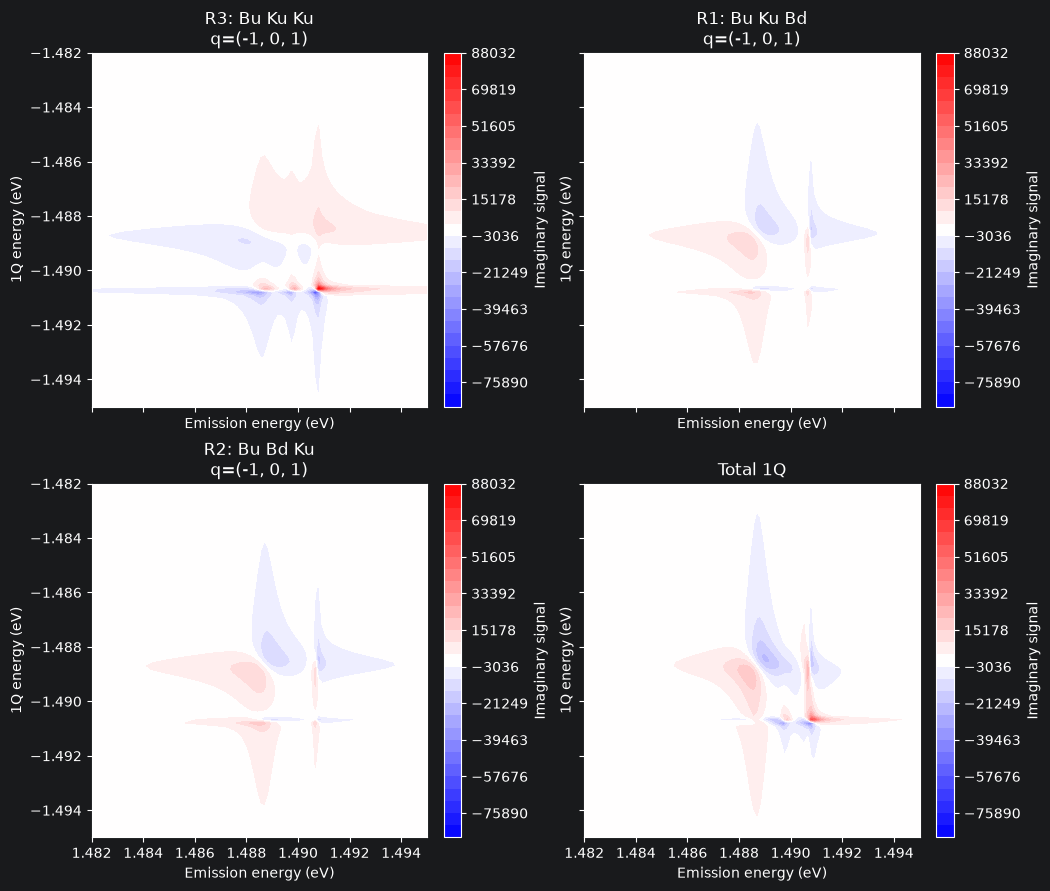 R3: Bu Ku Ku
q=(-1, 0, 1)
R1: Bu Ku Bd
q=(-1, 0, 1)
−1.482
−1.484
−1.486
−1.488
−1.490
−1.492
−1.494
1Q energy (eV)
Emission energy (eV)
88032
69819
51605
33392
15178
−3036
−21249
−39463
−57676
−75890
Imaginary signal
1Q energy (eV)
Emission energy (eV)
88032
69819
51605
33392
15178
−3036
−21249
−39463
−57676
−75890
Imaginary signal
R2: Bu Bd Ku
q=(-1, 0, 1)
Total 1Q
−1.482
−1.484
−1.486
−1.488
−1.490
−1.492
−1.494
1Q energy (eV)
1.482 1.484 1.486 1.488 1.490 1.492 1.494
Emission energy (eV)
88032
69819
51605
33392
15178
−3036
−21249
−39463
−57676
−75890
Imaginary signal
1Q energy (eV)
1.482 1.484 1.486 1.488 1.490 1.492 1.494
Emission energy (eV)
88032
69819
51605
33392
15178
−3036
−21249
−39463
−57676
−75890
Imaginary signal